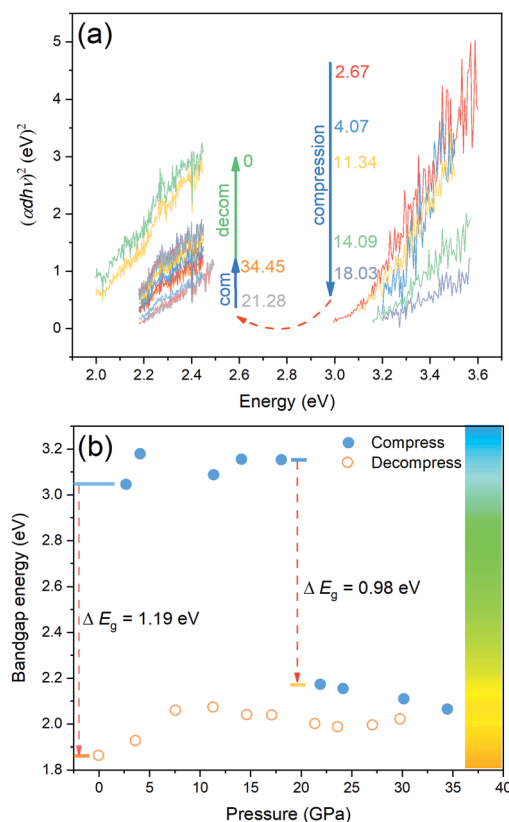 (a)
(αdhν)² (eV)²
5
4
3
2
1
0
decom
0
com
34.45
21.28
compression
2.67
4.07
11.34
14.09
18.03
2.0 2.2 2.4 2.6 2.8 3.0 3.2 3.4 3.6
Energy (eV)
(b)
Compress
Decompress
Bandgap energy (eV)
3.2
3.0
2.8
2.6
2.4
2.2
2.0
1.8
Δ Eg = 1.19 eV
Δ Eg = 0.98 eV
0 5 10 15 20 25 30 35 40
Pressure (GPa)